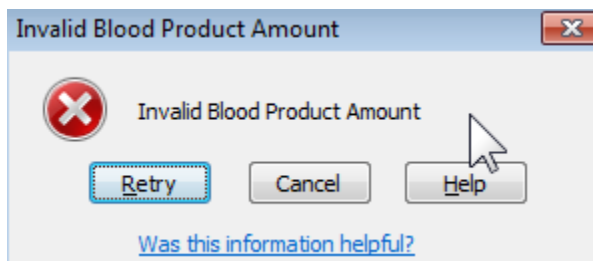 Invalid Blood Product Amount
Invalid Blood Product Amount
Retry Cancel Help
Was this information helpful?